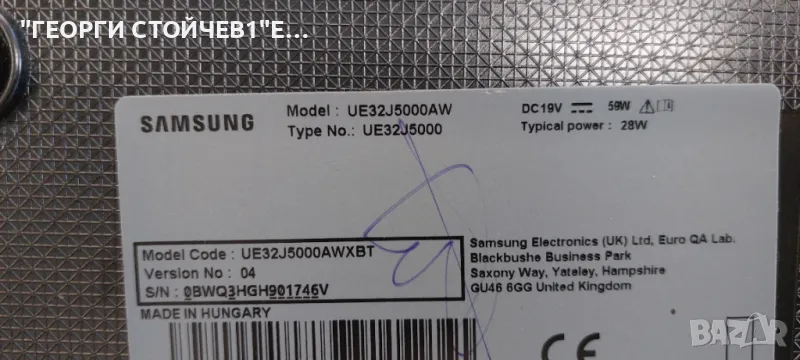 "ГЕОРГИ СТОЙЧЕВ1"Е...
SAMSUNG
Model : UE32J5000AW
Type No.: UE32J5000
DC19V 59W
Typical power : 28W
Model Code : UE32J5000AWXBT
Version No : 04
S/N : 0BWQ3HGH901746V
MADE IN HUNGARY
Samsung Electronics (UK) Ltd, Euro QA Lab.
Blackbushe Business Park
Saxony Way, Yateley, Hampshire
GU46 6GG United Kingdom
CE
BAZAR